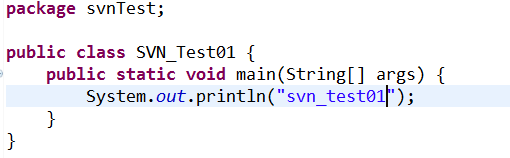 package svnTest;
public class SVN_Test01 {
public static void main(String[] args) {
System.out.println("svn_test01");
}
}